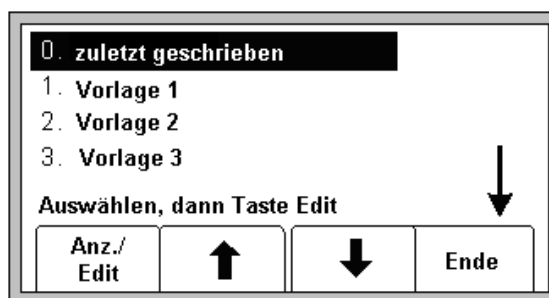 0. zuletzt geschrieben
1. Vorlage 1
2. Vorlage 2
3. Vorlage 3
Auswählen, dann Taste Edit
Anz./
Edit
Ende